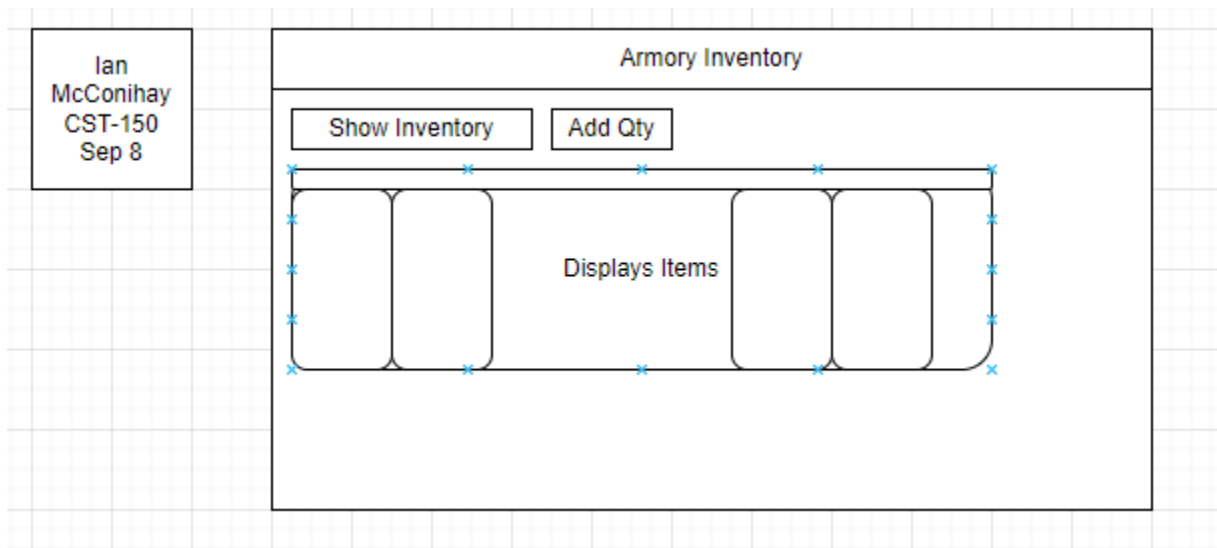 Ian
McConihay
CST-150
Sep 8
Armory Inventory
Show Inventory
Add Qty
Displays Items